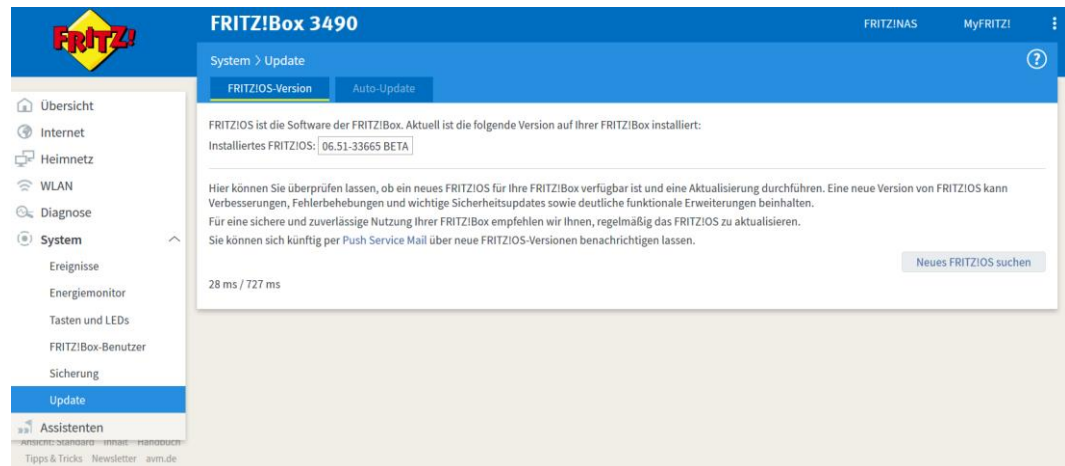 FRITZ!
FRITZ!Box 3490
FRITZ!NAS
MyFRITZ!
System > Update
?
FRITZ!OS-Version
Auto-Update
Übersicht
Internet
Heimnetz
WLAN
Diagnose
System
Ereignisse
Energiemonitor
Tasten und LEDs
FRITZ!Box-Benutzer
Sicherung
Update
Assistenten
Ansicht: Standard Inhalt Handbuch
Tipps & Tricks Newsletter avm.de
FRITZ!OS ist die Software der FRITZ!Box. Aktuell ist die folgende Version auf Ihrer FRITZ!Box installiert:
Installiertes FRITZ!OS: 06.51-33665 BETA
Hier können Sie überprüfen lassen, ob ein neues FRITZ!OS für Ihre FRITZ!Box verfügbar ist und eine Aktualisierung durchführen. Eine neue Version von FRITZ!OS kann
Verbesserungen, Fehlerbehebungen und wichtige Sicherheitsupdates sowie deutliche funktionale Erweiterungen beinhalten.
Für eine sichere und zuverlässige Nutzung Ihrer FRITZ!Box empfehlen wir Ihnen, regelmäßig das FRITZ!OS zu aktualisieren.
Sie können sich künftig per Push Service Mail über neue FRITZ!OS-Versionen benachrichtigen lassen.
Neues FRITZ!OS suchen
28 ms / 727 ms